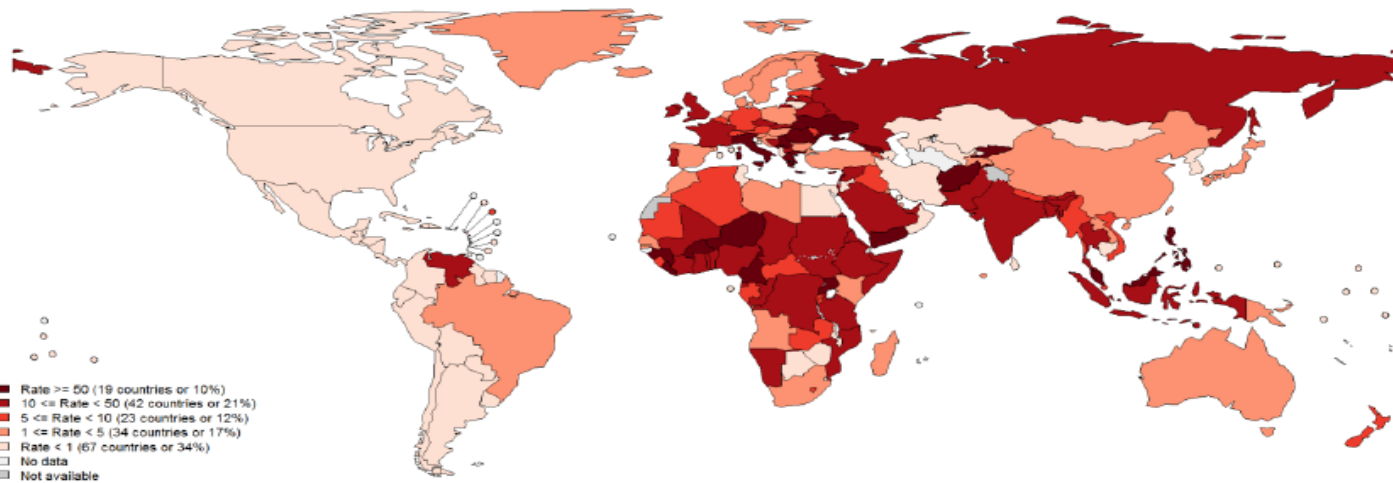 Rate >= 50 (19 countries or 10%)
10 <= Rate < 50 (42 countries or 21%)
5 <= Rate < 10 (23 countries or 12%)
1 <= Rate < 5 (34 countries or 17%)
Rate < 1 (67 countries or 34%)
No data
Not available